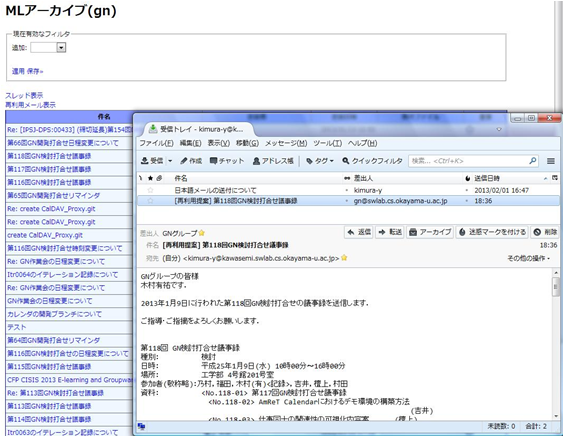 MLアーカイブ(gn)
現在有効なフィルタ
追加:
適用 保存»
スレッド表示
再利用メール表示
件名
Re: [IPSJ-DPS:00433] (締切延長)第154回
第66回GN開発打合せ日程変更について
第118回GN検討打合せ議事録
第118回GN検討打合せ議事録
第65回GN開発打合せリマインダ
Re: create CalDAV_Proxy.git
Re: create CalDAV_Proxy.git
create CalDAV_Proxy.git
第116回GN検討打合せ時刻変更について
Re: GN作業会の日程変更について
Itr0064のイテレーション記録について
Re: GN作業会の日程変更について
GN作業会の日程変更について
カレンダの開発ブランチについて
テスト
第64回GN開発打合せリマインダ
第116回GN検討打合せの日程変更について
第115回GN検討打合せ議事録
CFP CISIS 2013 E-learning and Groupwa
Re: 第113回GN検討打合せ議事録
第113回GN検討打合せ議事録
第114回GN検討打合せ議事録
Itr0063のイテレーション記録について
受信トレイ - kimura-y@k...
ファイル(F) 編集(E) 表示(V) 移動(G) メッセージ(M) ツール(T) ヘルプ(H)
受信 作成 チャット アドレス帳 タグ クイックフィルタ 検索... <Ctrl+K>
件名 差出人 送信日時
日本語メールの送付について kimura-y 2013/02/01 16:47
[再利用提案] 第118回GN検討打合せ議事録 gn@swlab.cs.okayama-u.ac.jp 18:36
差出人 GNグループ 返信 転送 アーカイブ 迷惑マークを付ける 削除
件名 [再利用提案] 第118回GN検討打合せ議事録 18:36
宛先 (自分) <kimura-y@kawasemi.swlab.cs.okayama-u.ac.jp> その他の操作
GNグループの皆様
木村有祐です.
2013年1月9日に行われた第118回GN検討打合せの議事録を送信します.
ご指導・ご指摘をよろしくお願いします.
第118回 GN検討打合せ議事録
種別: 検討
日時: 平成25年1月9日(水) 10時00分～16時00分
場所: 工学部 4号館201号室
参加者(敬称略):乃村,福田,木村(有)<記録>,吉井,檀上,村田
資料: <No.118-01> 第117回GN検討打合せ議事録
<No.118-02> AmReT Calendarにおけるデモ環境の構築方法
(吉井)
<No.118-03> 仕事同士の関連性の可視化内容案 (檀上)
未読数: 0 合計: 2